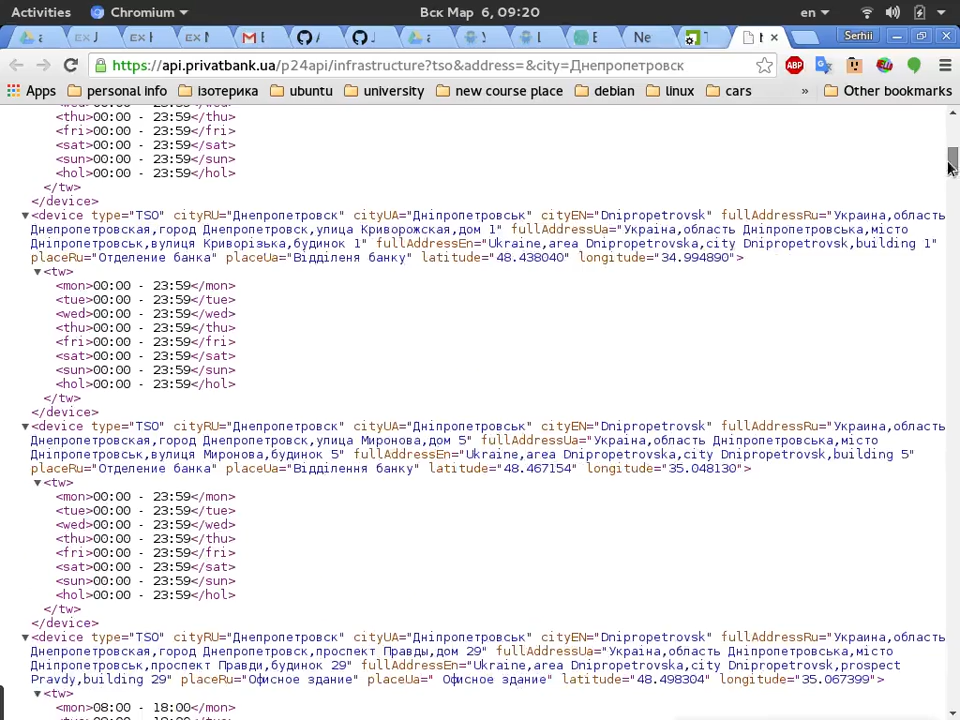 Activities Chromium Вск Мар 6, 09:20 en
Ne Serhii
https://api.privatbank.ua/p24api/infrastructure?tso&address=&city=Днепропетровск ABP
Apps personal info ізотерика ubuntu university new course place debian linux cars » Other bookmarks
<thu>00:00 - 23:59</thu>
<fri>00:00 - 23:59</fri>
<sat>00:00 - 23:59</sat>
<sun>00:00 - 23:59</sun>
<hol>00:00 - 23:59</hol>
</tw>
</device>
<device type="TSO" cityRU="Днепропетровск" cityUA="Дніпропетровськ" cityEN="Dnipropetrovsk" fullAddressRu="Украина,область
Днепропетровская,город Днепропетровск,улица Криворожская,дом 1" fullAddressUa="Україна,область Дніпропетровська,місто
Дніпропетровськ,вулиця Криворізька,будинок 1" fullAddressEn="Ukraine,area Dnipropetrovska,city Dnipropetrovsk,building 1"
placeRu="Отделение банка" placeUa="Відділеня банку" latitude="48.438040" longitude="34.994890">
<tw>
<mon>00:00 - 23:59</mon>
<tue>00:00 - 23:59</tue>
<wed>00:00 - 23:59</wed>
<thu>00:00 - 23:59</thu>
<fri>00:00 - 23:59</fri>
<sat>00:00 - 23:59</sat>
<sun>00:00 - 23:59</sun>
<hol>00:00 - 23:59</hol>
</tw>
</device>
<device type="TSO" cityRU="Днепропетровск" cityUA="Дніпропетровськ" cityEN="Dnipropetrovsk" fullAddressRu="Украина,область
Днепропетровская,город Днепропетровск,улица Миронова,дом 5" fullAddressUa="Україна,область Дніпропетровська,місто
Дніпропетровськ,вулиця Миронова,будинок 5" fullAddressEn="Ukraine,area Dnipropetrovska,city Dnipropetrovsk,building 5"
placeRu="Отделение банка" placeUa="Відділення банку" latitude="48.467154" longitude="35.048130">
<tw>
<mon>00:00 - 23:59</mon>
<tue>00:00 - 23:59</tue>
<wed>00:00 - 23:59</wed>
<thu>00:00 - 23:59</thu>
<fri>00:00 - 23:59</fri>
<sat>00:00 - 23:59</sat>
<sun>00:00 - 23:59</sun>
<hol>00:00 - 23:59</hol>
</tw>
</device>
<device type="TSO" cityRU="Днепропетровск" cityUA="Дніпропетровськ" cityEN="Dnipropetrovsk" fullAddressRu="Украина,область
Днепропетровская,город Днепропетровск,проспект Правды,дом 29" fullAddressUa="Україна,область Дніпропетровська,місто
Дніпропетровськ,проспект Правди,будинок 29" fullAddressEn="Ukraine,area Dnipropetrovska,city Dnipropetrovsk,prospect
Pravdy,building 29" placeRu="Офисное здание" placeUa=" Офисное здание" latitude="48.498304" longitude="35.067399">
<tw>
<mon>08:00 - 18:00</mon>